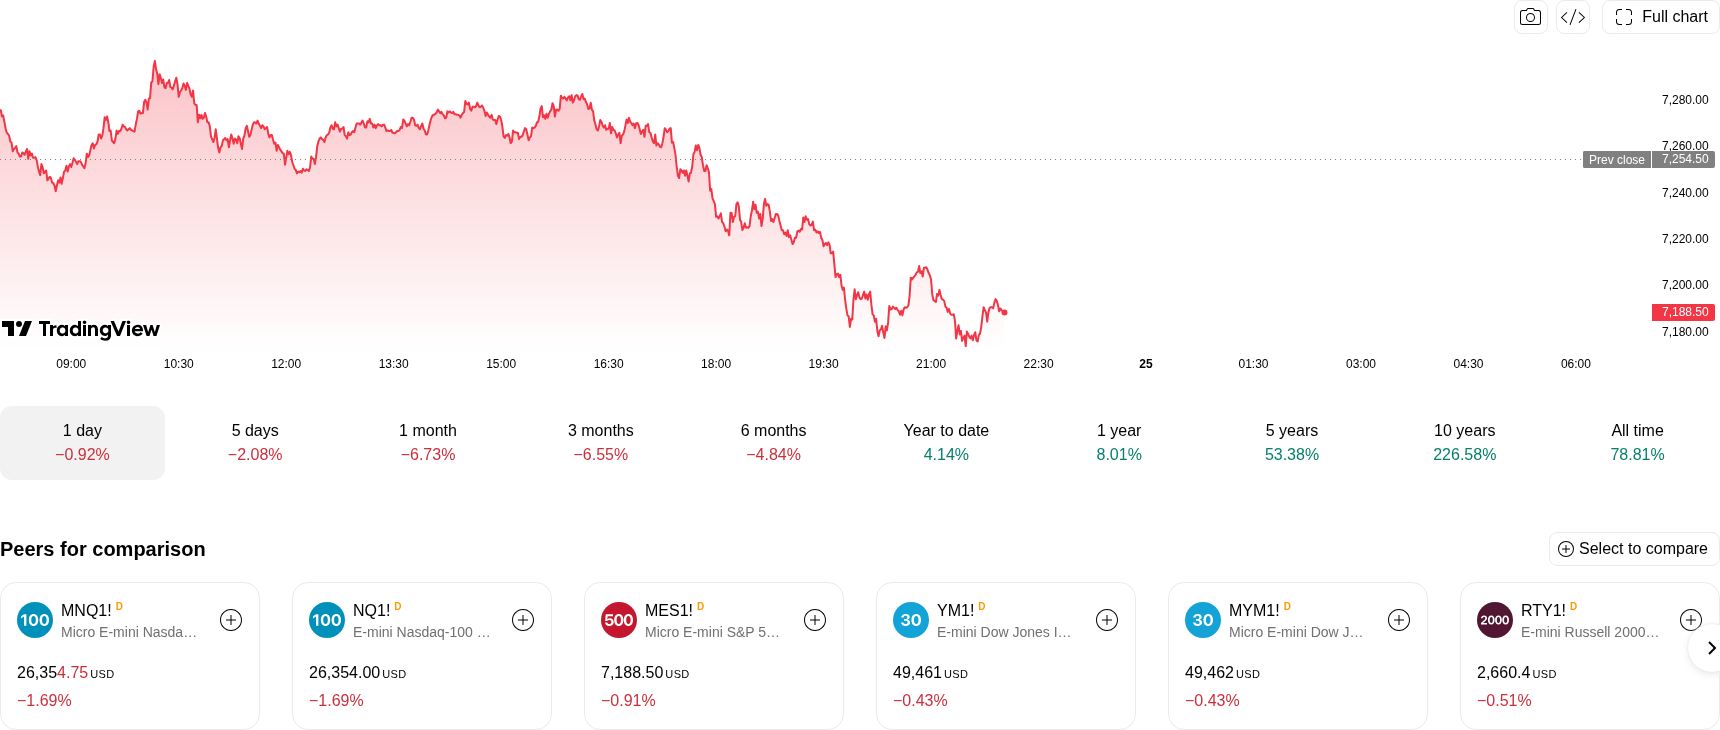 Full chart
7,280.00
7,260.00
Prev close 7,254.50
7,240.00
7,220.00
7,200.00
7,188.50
7,180.00
TradingView
09:00 10:30 12:00 13:30 15:00 16:30 18:00 19:30 21:00 22:30 25 01:30 03:00 04:30 06:00
1 day 5 days 1 month 3 months 6 months Year to date 1 year 5 years 10 years All time
−0.92% −2.08% −6.73% −6.55% −4.84% 4.14% 8.01% 53.38% 226.58% 78.81%
Peers for comparison
Select to compare
100 MNQ1! D
Micro E-mini Nasda…
26,354.75 USD
−1.69%
100 NQ1! D
E-mini Nasdaq-100 …
26,354.00 USD
−1.69%
500 MES1! D
Micro E-mini S&P 5…
7,188.50 USD
−0.91%
30 YM1! D
E-mini Dow Jones I…
49,461 USD
−0.43%
30 MYM1! D
Micro E-mini Dow J…
49,462 USD
−0.43%
2000 RTY1! D
E-mini Russell 2000…
2,660.4 USD
−0.51%